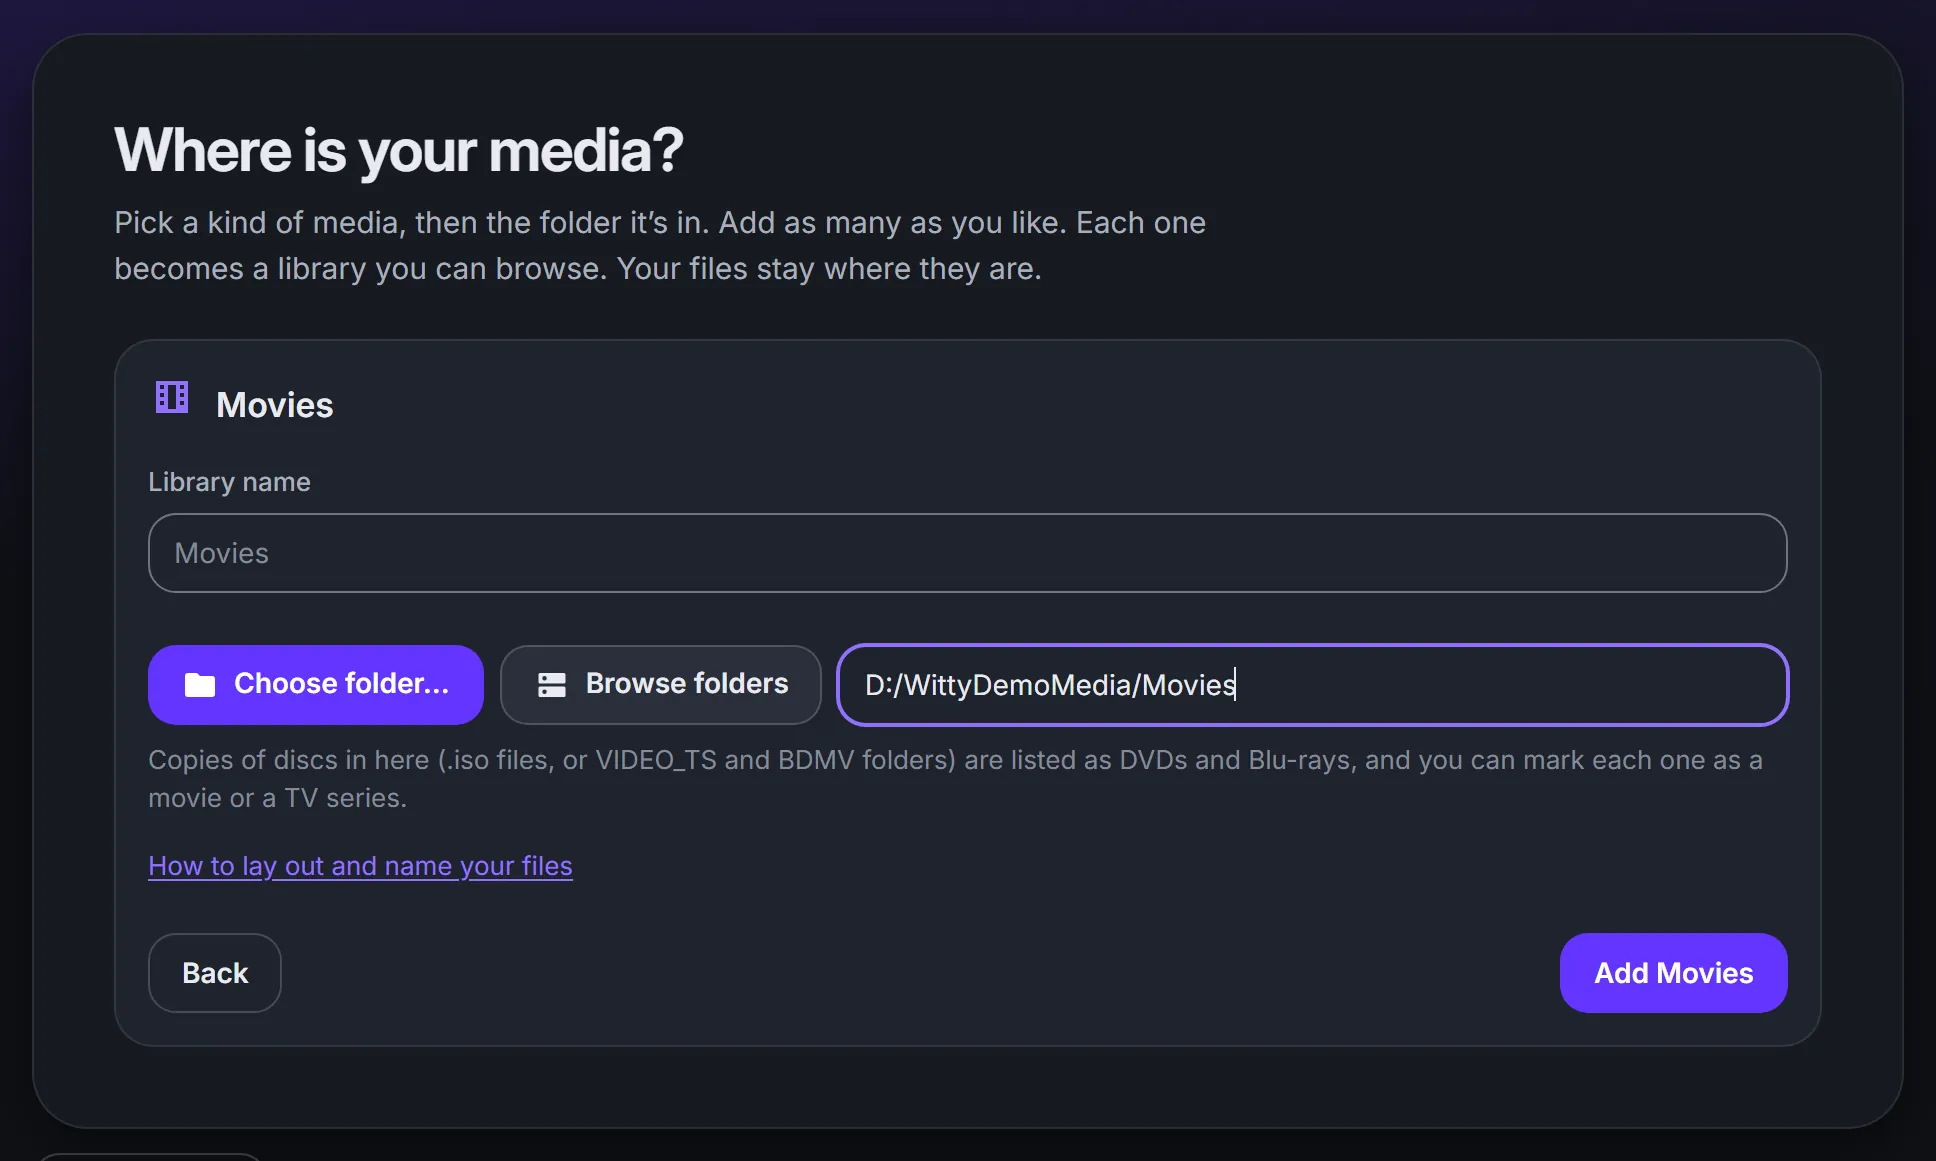 Where is your media?
Pick a kind of media, then the folder it’s in. Add as many as you like. Each one
becomes a library you can browse. Your files stay where they are.
Movies
Library name
Movies
Choose folder...
Browse folders
D:/WittyDemoMedia/Movies
Copies of discs in here (.iso files, or VIDEO_TS and BDMV folders) are listed as DVDs and Blu-rays, and you can mark each one as a
movie or a TV series.
How to lay out and name your files
Back
Add Movies